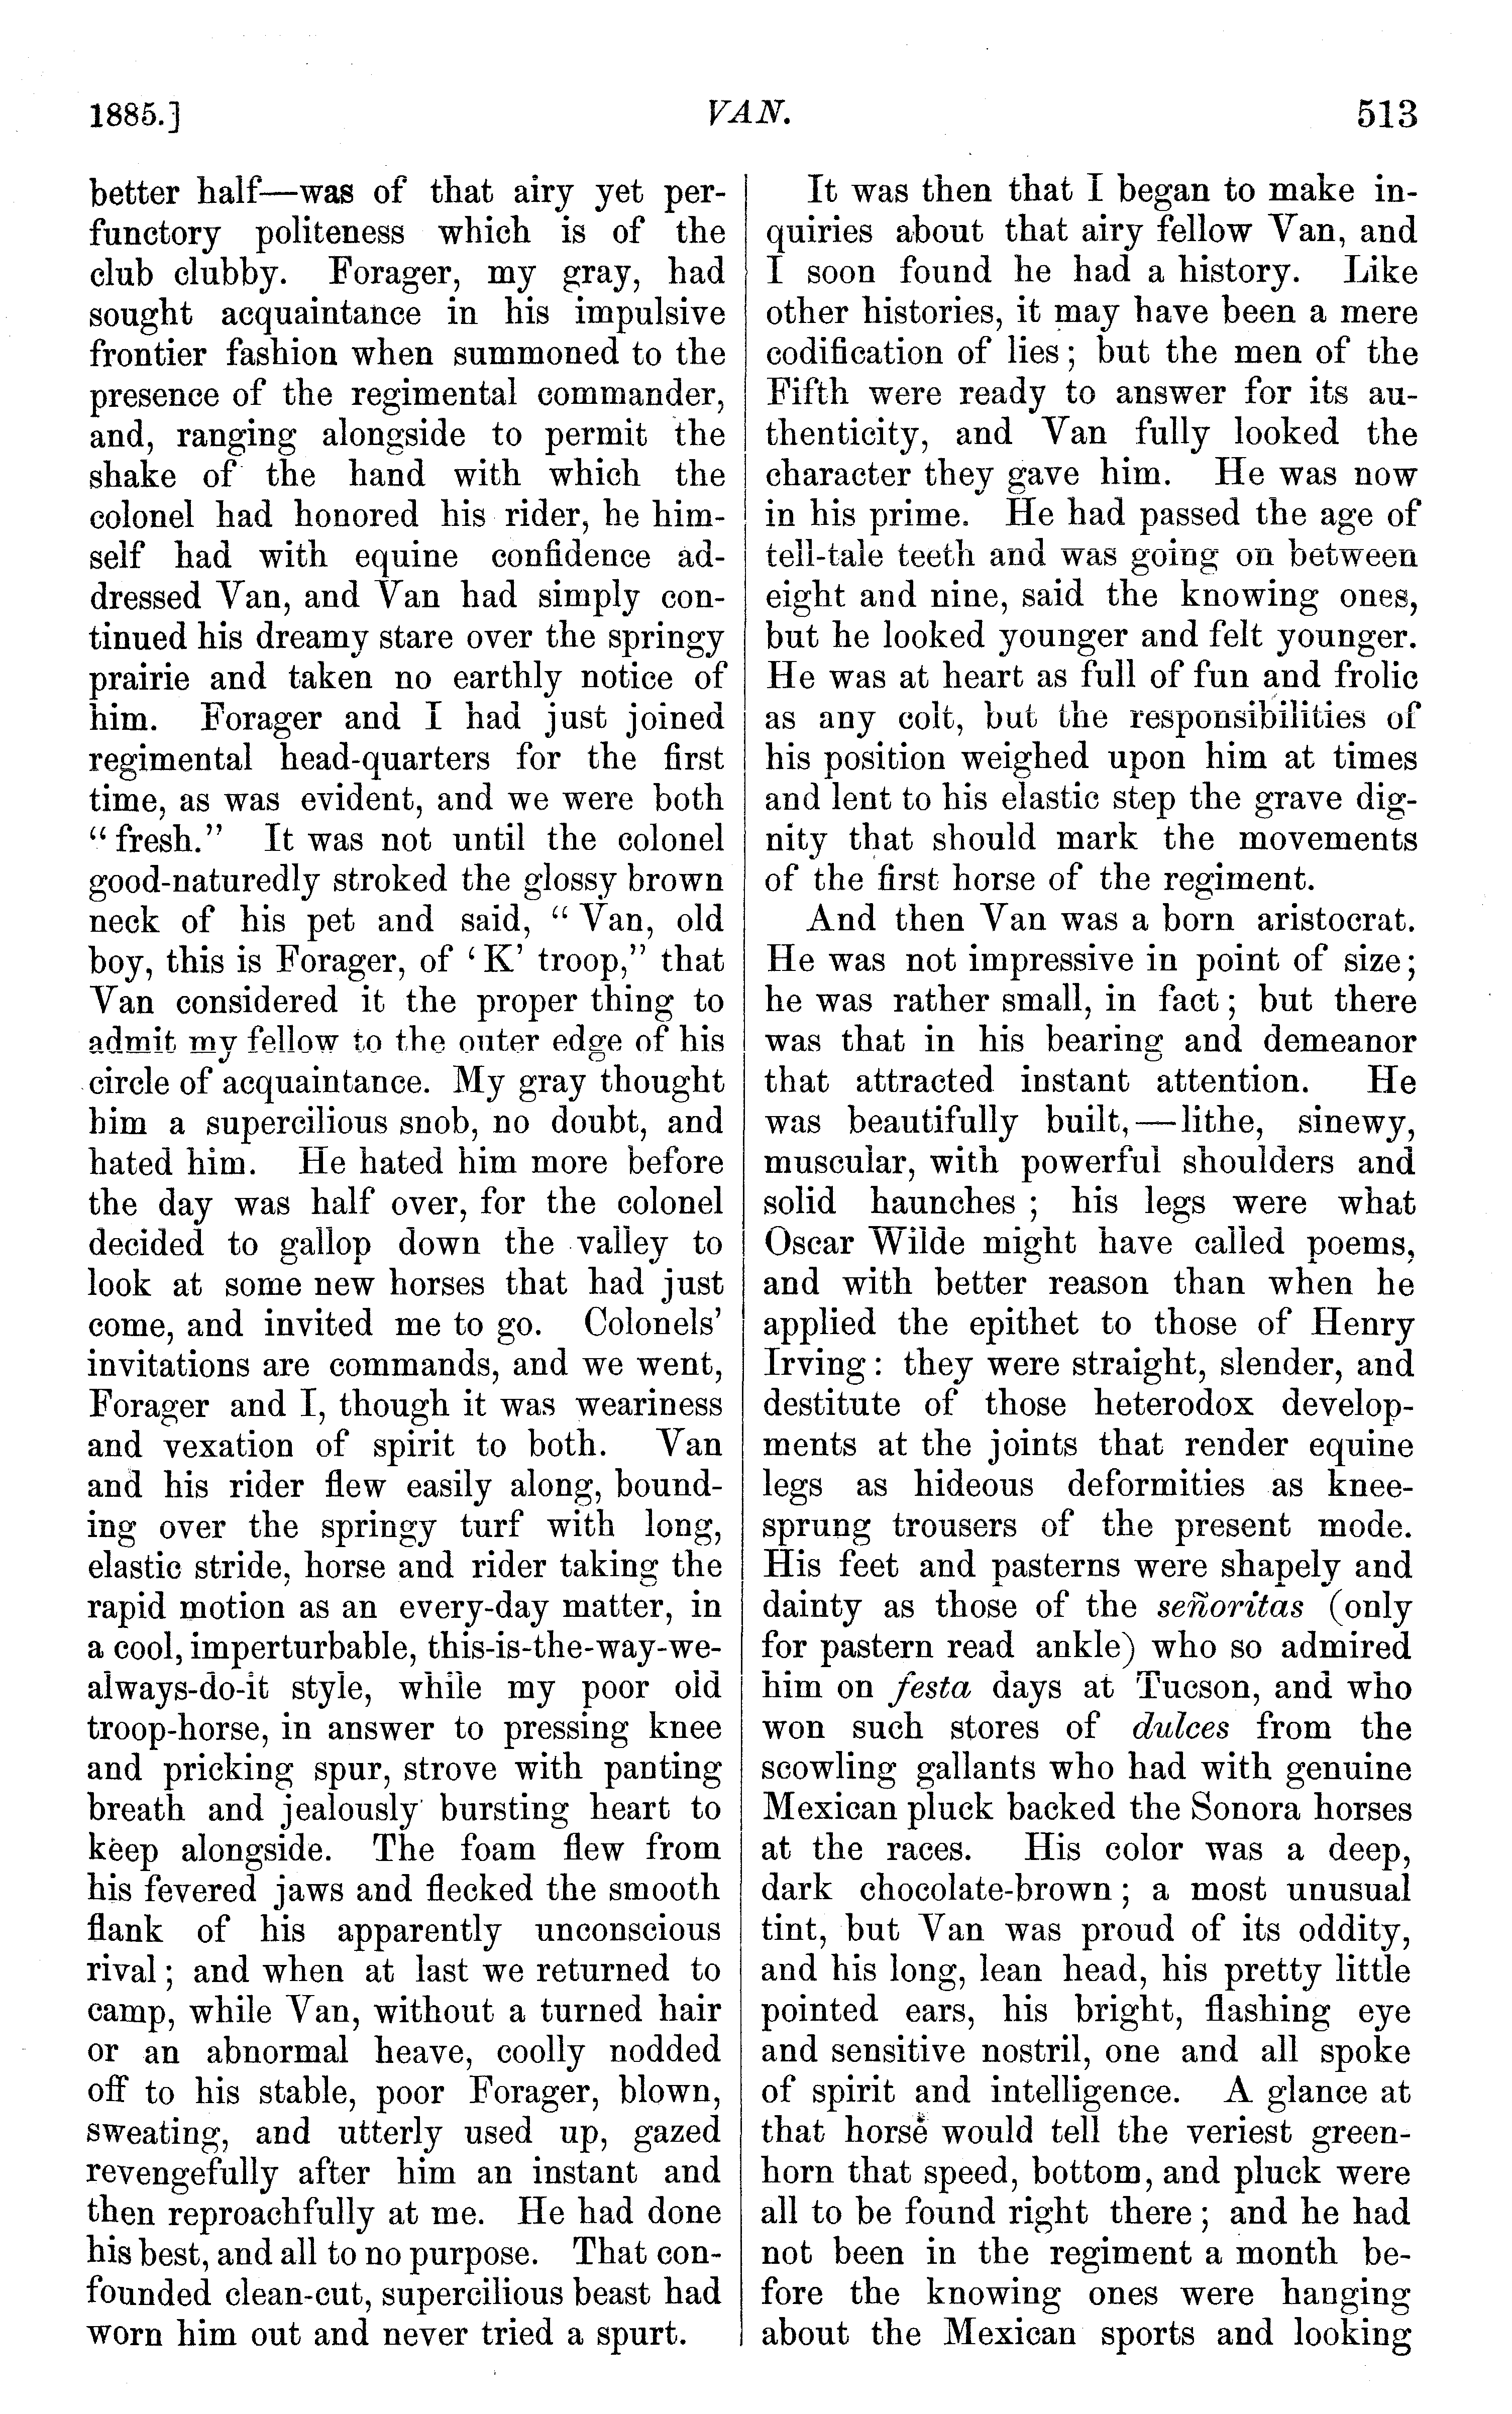 1885.] VAN. 513
better half—was of that airy yet per-
functory politeness which is of the
club clubby. Forager, my gray, had
sought acquaintance in his impulsive
frontier fashion when summoned to the
presence of the regimental commander,
and, ranging alongside to permit the
shake of the hand with which the
colonel had honored his rider, he him-
self had with equine confidence ad-
dressed Van, and Van had simply con-
tinued his dreamy stare over the springy
prairie and taken no earthly notice of
him. Forager and I had just joined
regimental head-quarters for the first
time, as was evident, and we were both
“fresh.” It was not until the colonel
good-naturedly stroked the glossy brown
neck of his pet and said, “Van, old
boy, this is Forager, of ‘K’ troop,” that
Van considered it the proper thing to
admit my fellow to the outer edge of his
circle of acquaintance. My gray thought
him a supercilious snob, no doubt, and
hated him. He hated him more before
the day was half over, for the colonel
decided to gallop down the valley to
look at some new horses that had just
come, and invited me to go. Colonels’
invitations are commands, and we went,
Forager and I, though it was weariness
and vexation of spirit to both. Van
and his rider flew easily along, bound-
ing over the springy turf with long,
elastic stride, horse and rider taking the
rapid motion as an every-day matter, in
a cool, imperturbable, this-is-the-way-we-
always-do-it style, while my poor old
troop-horse, in answer to pressing knee
and pricking spur, strove with panting
breath and jealously bursting heart to
keep alongside. The foam flew from
his fevered jaws and flecked the smooth
flank of his apparently unconscious
rival; and when at last we returned to
camp, while Van, without a turned hair
or an abnormal heave, coolly nodded
off to his stable, poor Forager, blown,
sweating, and utterly used up, gazed
revengefully after him an instant and
then reproachfully at me. He had done
his best, and all to no purpose. That con-
founded clean-cut, supercilious beast had
worn him out and never tried a spurt.
It was then that I began to make in-
quiries about that airy fellow Van, and
I soon found he had a history. Like
other histories, it may have been a mere
codification of lies; but the men of the
Fifth were ready to answer for its au-
thenticity, and Van fully looked the
character they gave him. He was now
in his prime. He had passed the age of
tell-tale teeth and was going on between
eight and nine, said the knowing ones,
but he looked younger and felt younger.
He was at heart as full of fun and frolic
as any colt, but the responsibilities of
his position weighed upon him at times
and lent to his elastic step the grave dig-
nity that should mark the movements
of the first horse of the regiment.
And then Van was a born aristocrat.
He was not impressive in point of size;
he was rather small, in fact; but there
was that in his bearing and demeanor
that attracted instant attention. He
was beautifully built,—lithe, sinewy,
muscular, with powerful shoulders and
solid haunches; his legs were what
Oscar Wilde might have called poems,
and with better reason than when he
applied the epithet to those of Henry
Irving: they were straight, slender, and
destitute of those heterodox develop-
ments at the joints that render equine
legs as hideous deformities as knee-
sprung trousers of the present mode.
His feet and pasterns were shapely and
dainty as those of the señoritas (only
for pastern read ankle) who so admired
him on festa days at Tucson, and who
won such stores of dulces from the
scowling gallants who had with genuine
Mexican pluck backed the Sonora horses
at the races. His color was a deep,
dark chocolate-brown; a most unusual
tint, but Van was proud of its oddity,
and his long, lean head, his pretty little
pointed ears, his bright, flashing eye
and sensitive nostril, one and all spoke
of spirit and intelligence. A glance at
that horse would tell the veriest green-
horn that speed, bottom, and pluck were
all to be found right there; and he had
not been in the regiment a month be-
fore the knowing ones were hanging
about the Mexican sports and looking